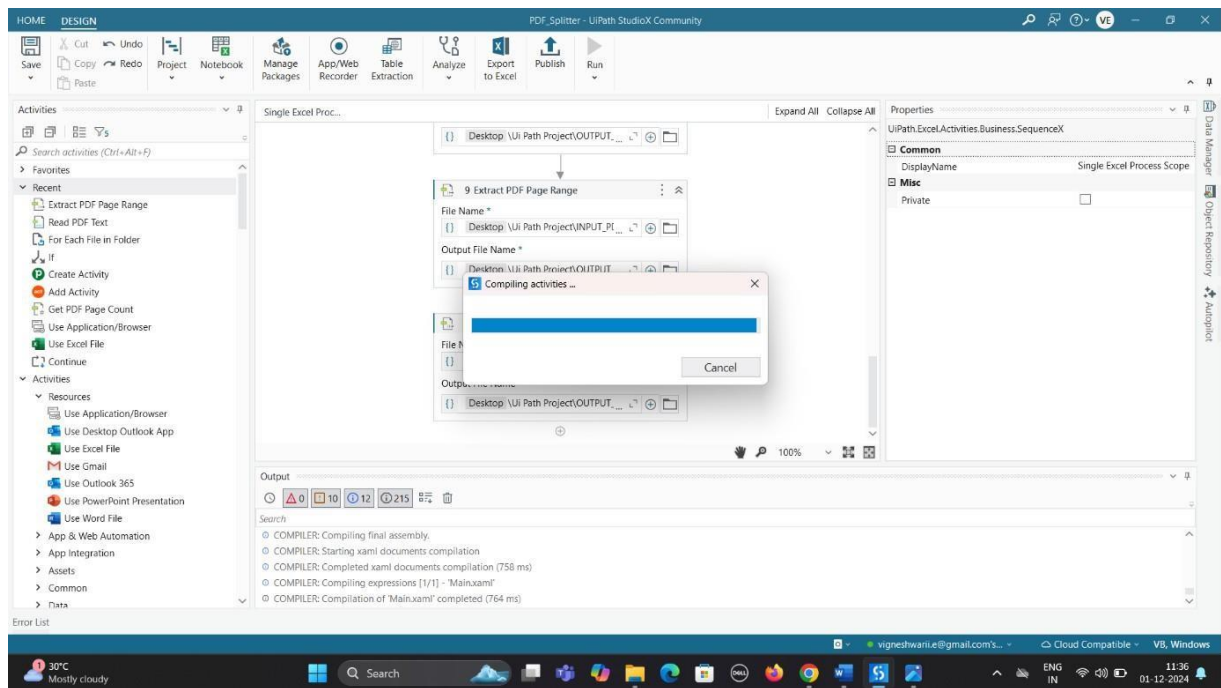 HOME DESIGN PDF_Splitter - UiPath StudioX Community VE
Save Cut Copy Paste Undo Redo Project Notebook Manage Packages App/Web Recorder Table Extraction Analyze Export to Excel Publish Run
Activities
Search activities (Ctrl+Alt+F)
Favorites
Recent
Extract PDF Page Range
Read PDF Text
For Each File in Folder
If
Create Activity
Add Activity
Get PDF Page Count
Use Application/Browser
Use Excel File
Continue
Activities
Resources
Use Application/Browser
Use Desktop Outlook App
Use Excel File
Use Gmail
Use Outlook 365
Use PowerPoint Presentation
Use Word File
App & Web Automation
App Integration
Assets
Common
Data
Single Excel Proc... Expand All Collapse All
Desktop \Ui Path Project\OUTPUT_...
9 Extract PDF Page Range
File Name *
Desktop \Ui Path Project\INPUT_PD...
Output File Name *
Desktop \Ui Path Project\OUTPUT
Compiling activities ...
Cancel
File N
Outpu
Desktop \Ui Path Project\OUTPUT_...
100%
Properties
UiPath.Excel.Activities.Business.SequenceX
Common
DisplayName Single Excel Process Scope
Misc
Private
Data Manager
Object Repository
Autopilot
Output
0 10 12 215
Search
COMPILER: Compiling final assembly.
COMPILER: Starting xaml documents compilation
COMPILER: Completed xaml documents compilation (758 ms)
COMPILER: Compiling expressions [1/1] - 'Main.xaml'
COMPILER: Compilation of 'Main.xaml' completed (764 ms)
Error List
vigneshwarii.e@gmail.com's... Cloud Compatible VB, Windows
1 30°C
Mostly cloudy
Search
DELL
ENG
IN
11:36
01-12-2024